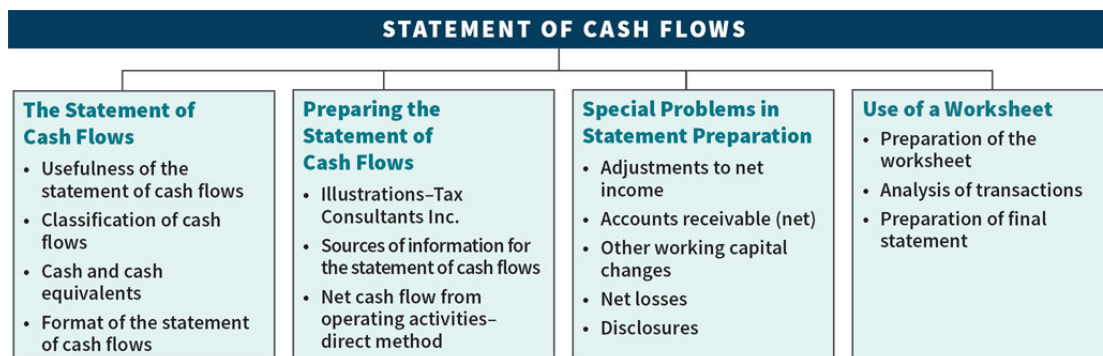 STATEMENT OF CASH FLOWS
The Statement of
Cash Flows
• Usefulness of the
statement of cash flows
• Classification of cash
flows
• Cash and cash
equivalents
• Format of the statement
of cash flows
Preparing the
Statement of
Cash Flows
• Illustrations–Tax
Consultants Inc.
• Sources of information for
the statement of cash flows
• Net cash flow from
operating activities–
direct method
Special Problems in
Statement Preparation
• Adjustments to net
income
• Accounts receivable (net)
• Other working capital
changes
• Net losses
• Disclosures
Use of a Worksheet
• Preparation of the
worksheet
• Analysis of transactions
• Preparation of final
statement